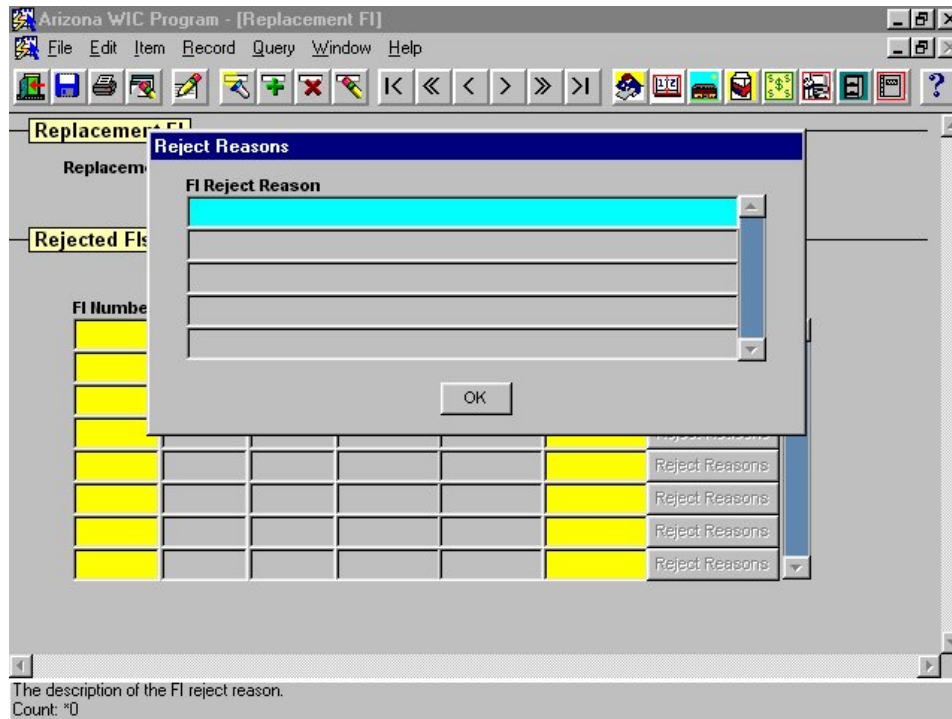 Arizona WIC Program - [Replacement FI]
File Edit Item Record Query Window Help
Replacement FI
Reject Reasons
Replacem
FI Reject Reason
Rejected FIs
FI Numbe
OK
Reject Reasons
Reject Reasons
Reject Reasons
Reject Reasons
Reject Reasons
The description of the FI reject reason.
Count: *0